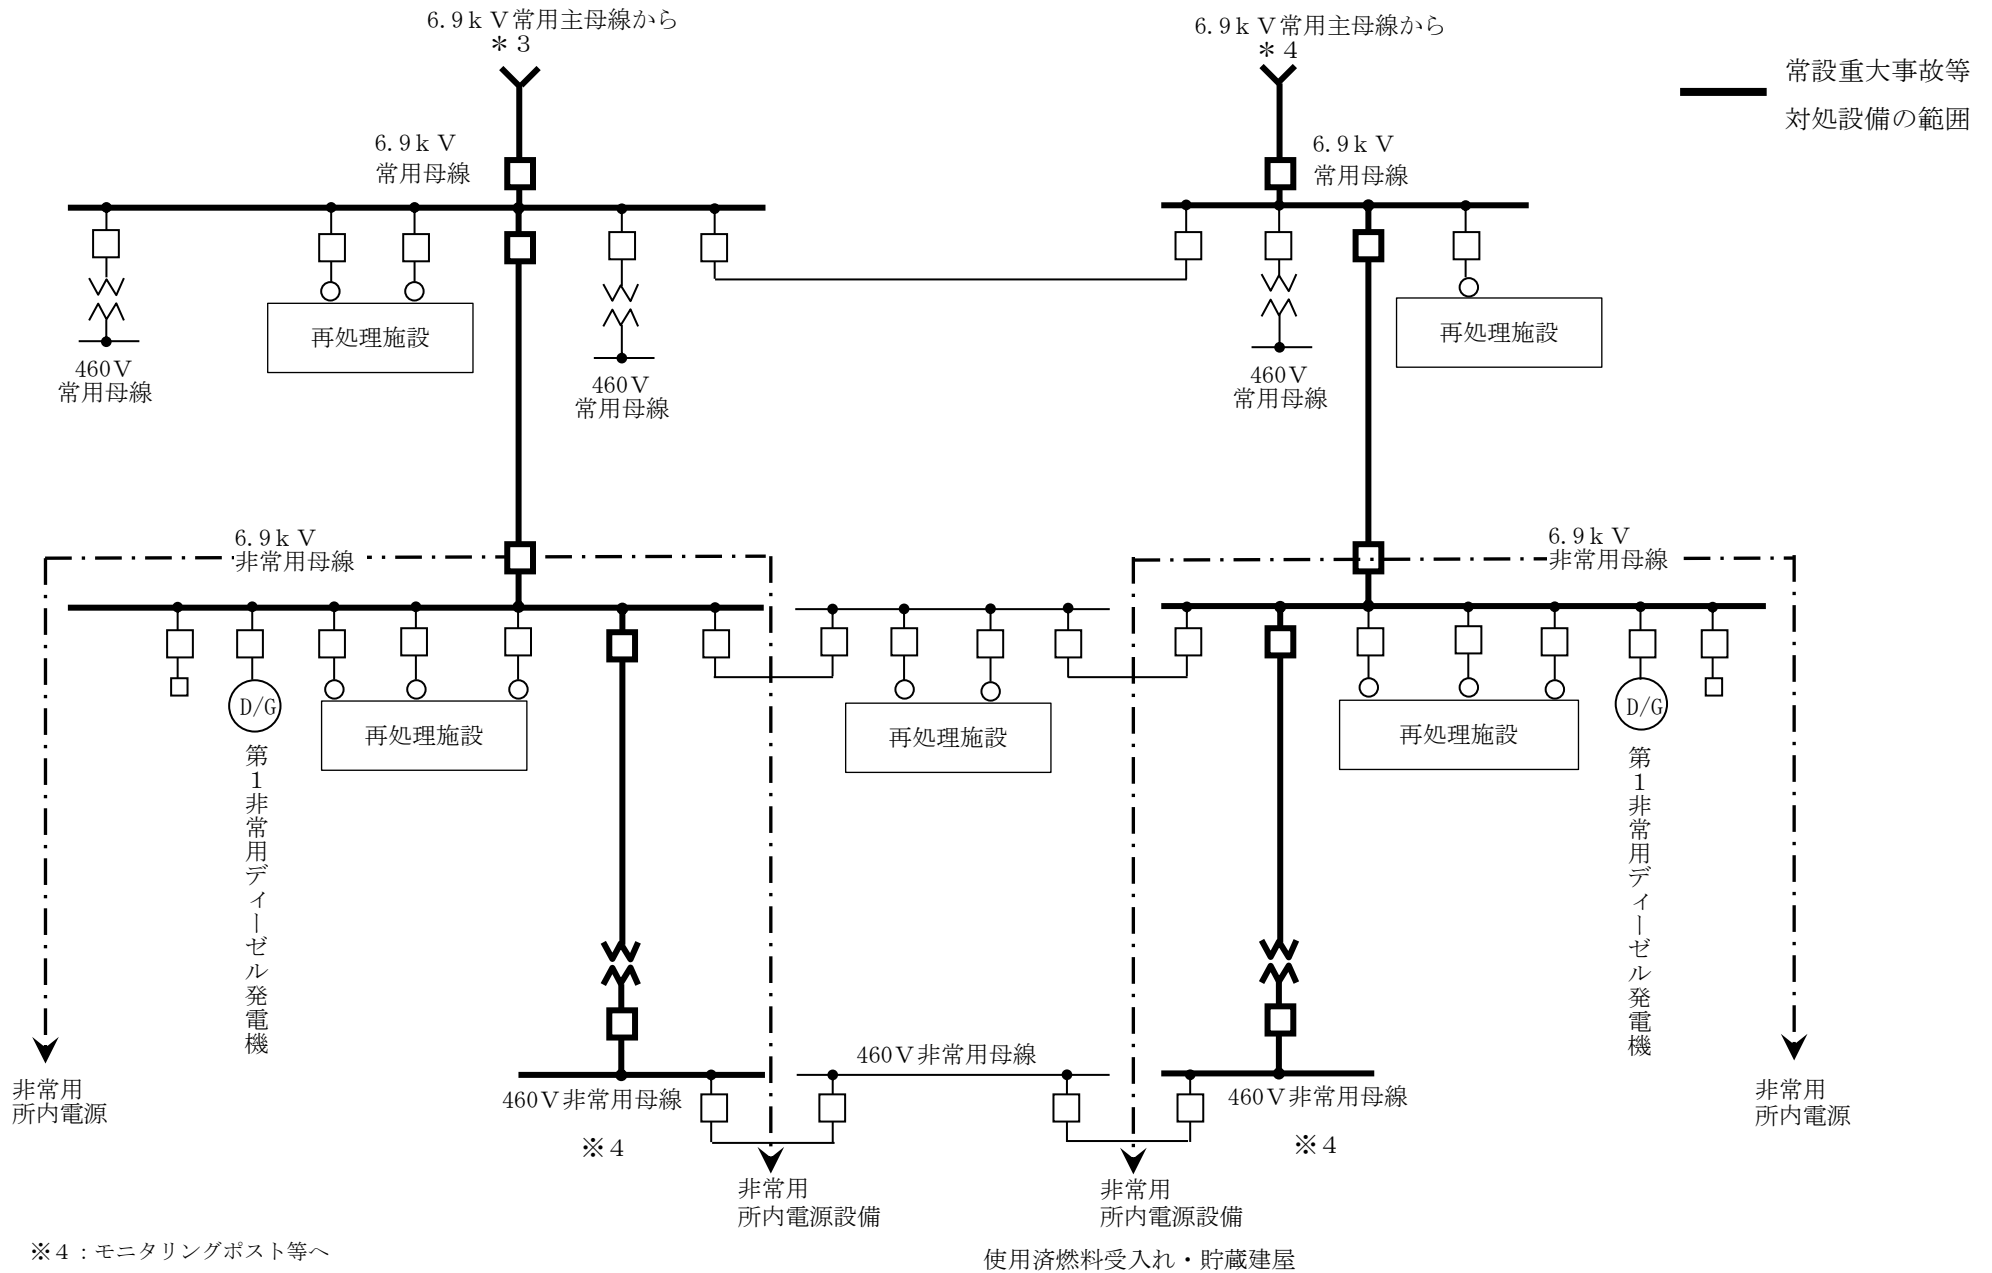 6.9kV常用主母線から
＊3
6.9kV常用主母線から
＊4
常設重大事故等
対処設備の範囲
6.9kV
常用母線
6.9kV
常用母線
再処理施設
再処理施設
460V
常用母線
460V
常用母線
460V
常用母線
6.9kV
非常用母線
6.9kV
非常用母線
D/G
D/G
再処理施設
再処理施設
再処理施設
第1非常用ディーゼル発電機
第1非常用ディーゼル発電機
460V非常用母線
460V非常用母線
460V非常用母線
※4
※4
非常用
所内電源
非常用
所内電源
非常用
所内電源設備
非常用
所内電源設備
※4：モニタリングポスト等へ
使用済燃料受入れ・貯蔵建屋